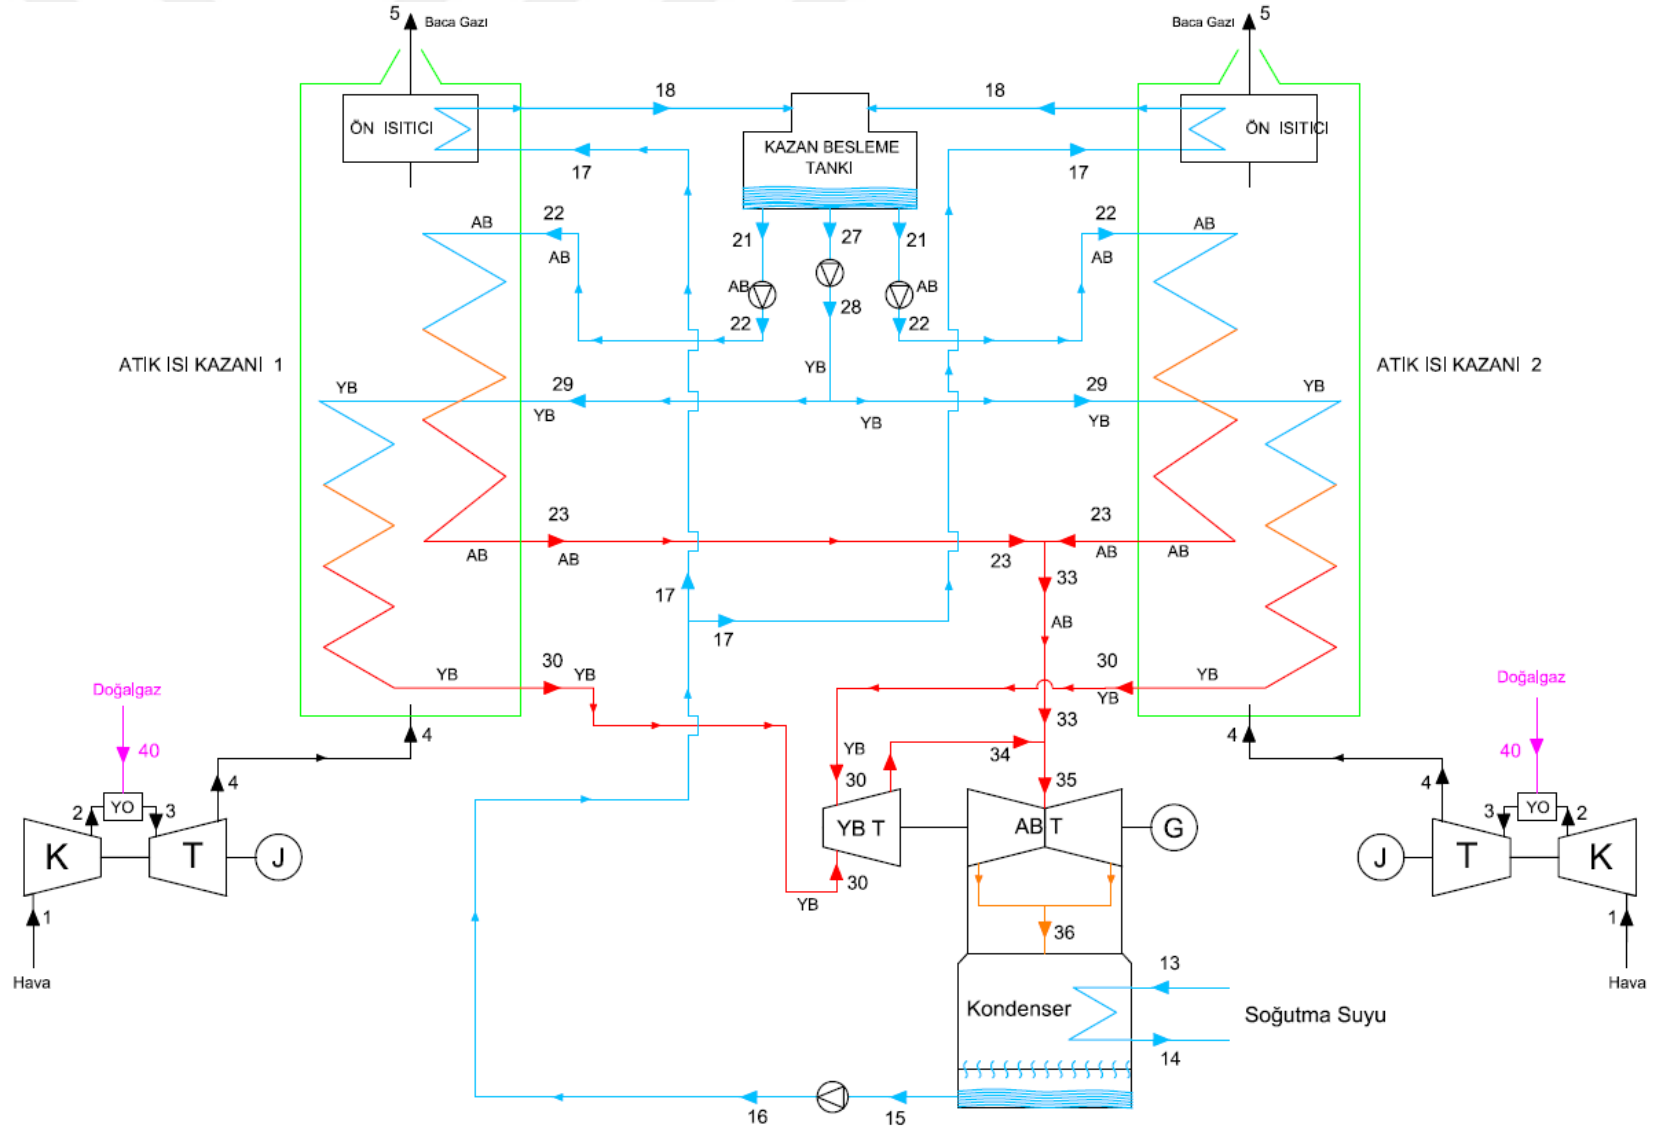 5 Baca Gazı
Baca Gazı 5
18
18
ÖN ISITICI
KAZAN BESLEME
TANKI
ÖN ISITICI
17
17
AB
22
21
27
21
22
AB
AB
AB
AB
AB
22
28
22
ATİK İSİ KAZANİ 1
YB
ATİK İSİ KAZANİ 2
YB
29
29
YB
YB
YB
YB
23
23
AB
AB
23
AB
AB
33
17
AB
17
YB
30
YB
30
YB
YB
Doğalgaz
Doğalgaz
33
4
4
40
YB
34
40
4
30
35
4
2
YO
3
3
YO
2
K
T
J
YB T
AB T
G
J
T
K
30
YB
1
1
36
13
Hava
Hava
Kondenser
Soğutma Suyu
14
16
15